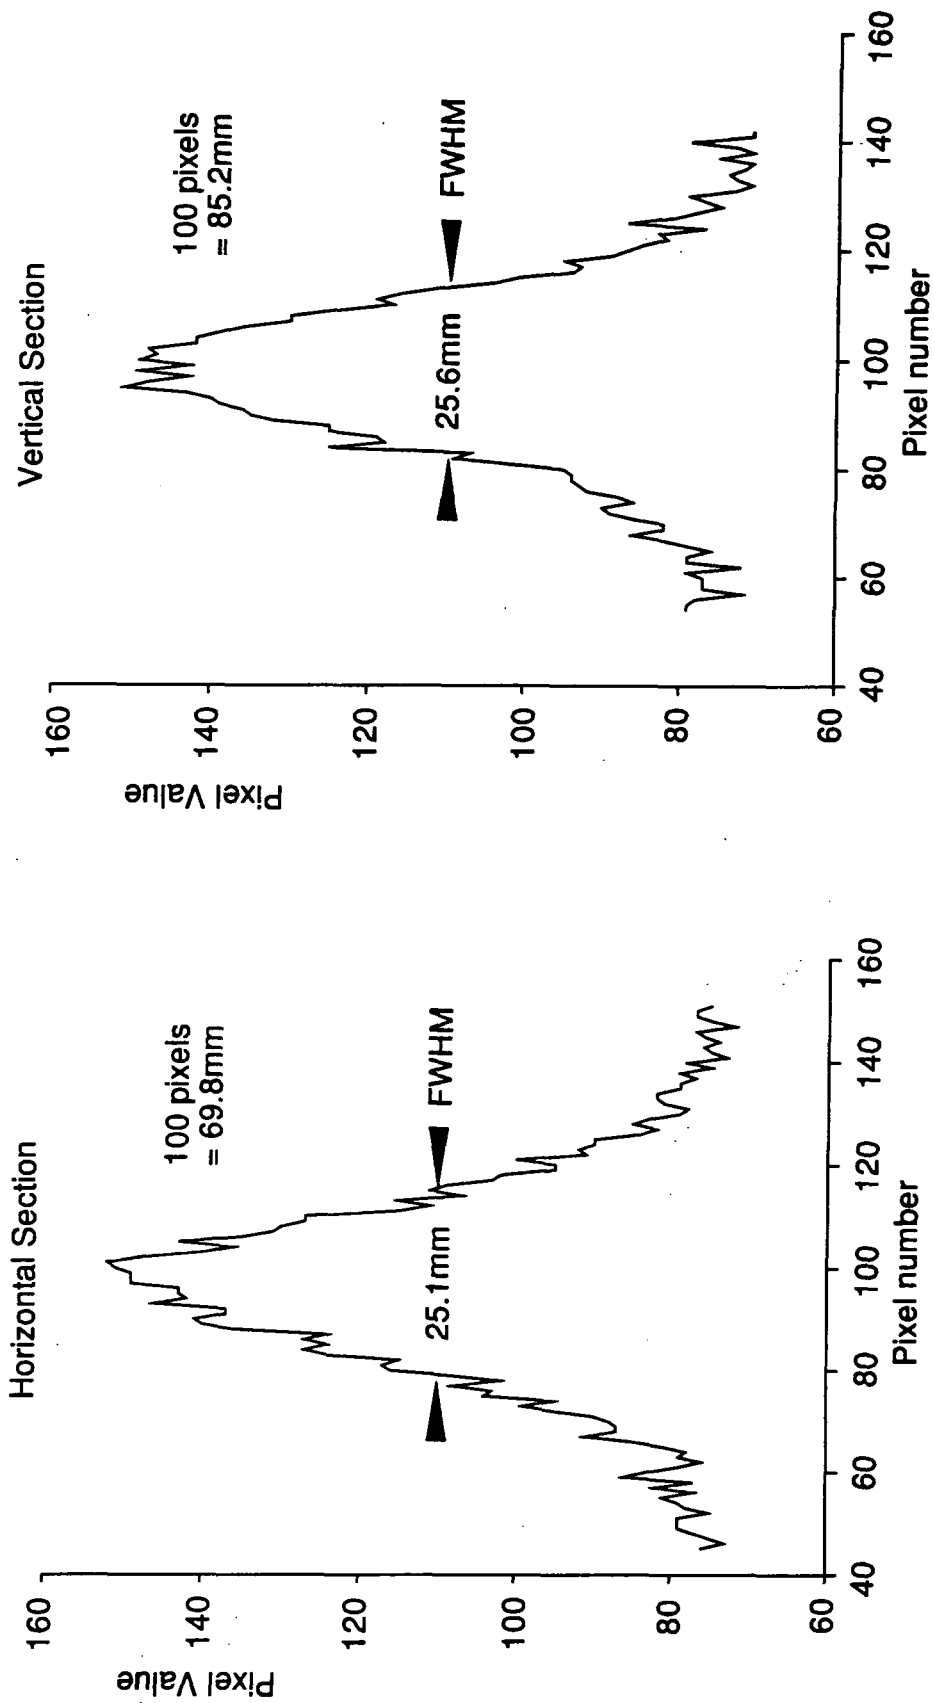 Horizontal Section
Pixel Value
160
140
120
100
80
60
100 pixels
= 69.8mm
25.1mm
FWHM
40
60
80
100
120
140
160
Pixel number
Vertical Section
Pixel Value
160
140
120
100
80
60
100 pixels
= 85.2mm
25.6mm
FWHM
40
60
80
100
120
140
160
Pixel number